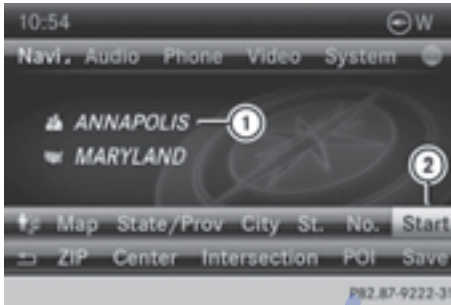 10:54 W
Navi. Audio Phone Video System
ANNAPOLIS 1
MARYLAND
2
Map State/Prov City St. No. Start
ZIP Center Intersection POI Save
P82.87-9222-31